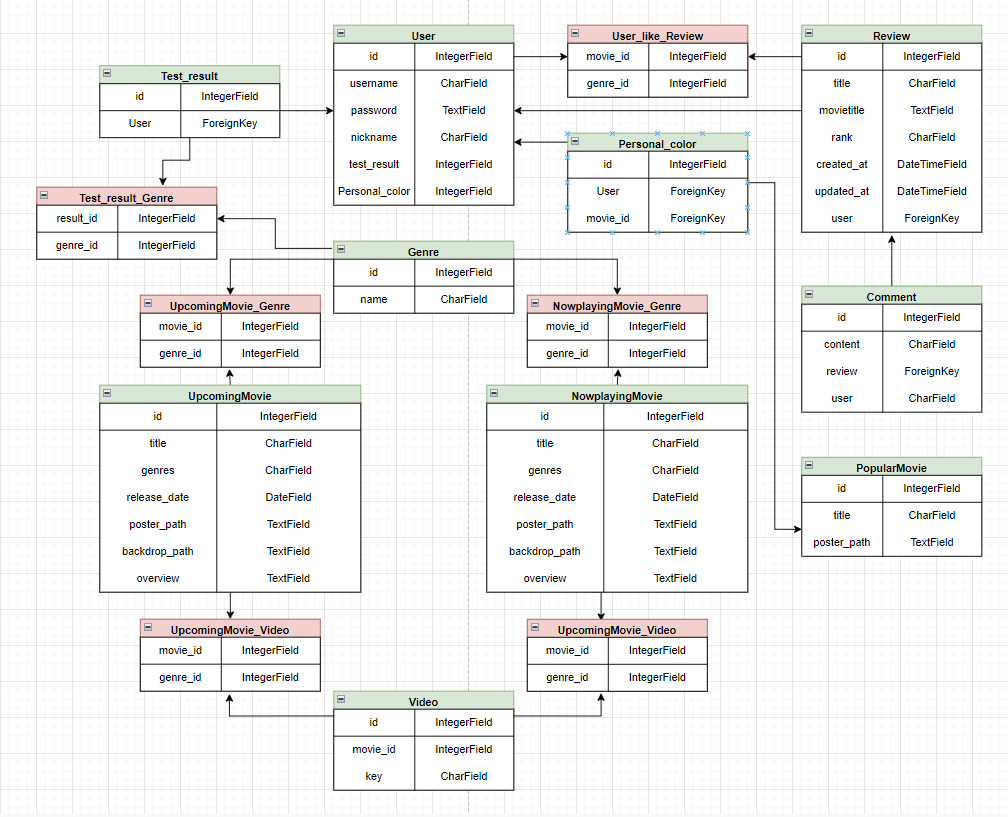 User
id IntegerField
username CharField
password TextField
nickname CharField
test_result IntegerField
Personal_color IntegerField
User_like_Review
movie_id IntegerField
genre_id IntegerField
Review
id IntegerField
title CharField
movietitle TextField
rank CharField
created_at DateTimeField
updated_at DateTimeField
user ForeignKey
Test_result
id IntegerField
User ForeignKey
Personal_color
id IntegerField
User ForeignKey
movie_id ForeignKey
Test_result_Genre
result_id IntegerField
genre_id IntegerField
Genre
id IntegerField
name CharField
UpcomingMovie_Genre
movie_id IntegerField
genre_id IntegerField
NowplayingMovie_Genre
movie_id IntegerField
genre_id IntegerField
Comment
id IntegerField
content CharField
review ForeignKey
user CharField
UpcomingMovie
id IntegerField
title CharField
genres CharField
release_date DateField
poster_path TextField
backdrop_path TextField
overview TextField
NowplayingMovie
id IntegerField
title CharField
genres CharField
release_date DateField
poster_path TextField
backdrop_path TextField
overview TextField
PopularMovie
id IntegerField
title CharField
poster_path TextField
UpcomingMovie_Video
movie_id IntegerField
genre_id IntegerField
UpcomingMovie_Video
movie_id IntegerField
genre_id IntegerField
Video
id IntegerField
movie_id IntegerField
key CharField